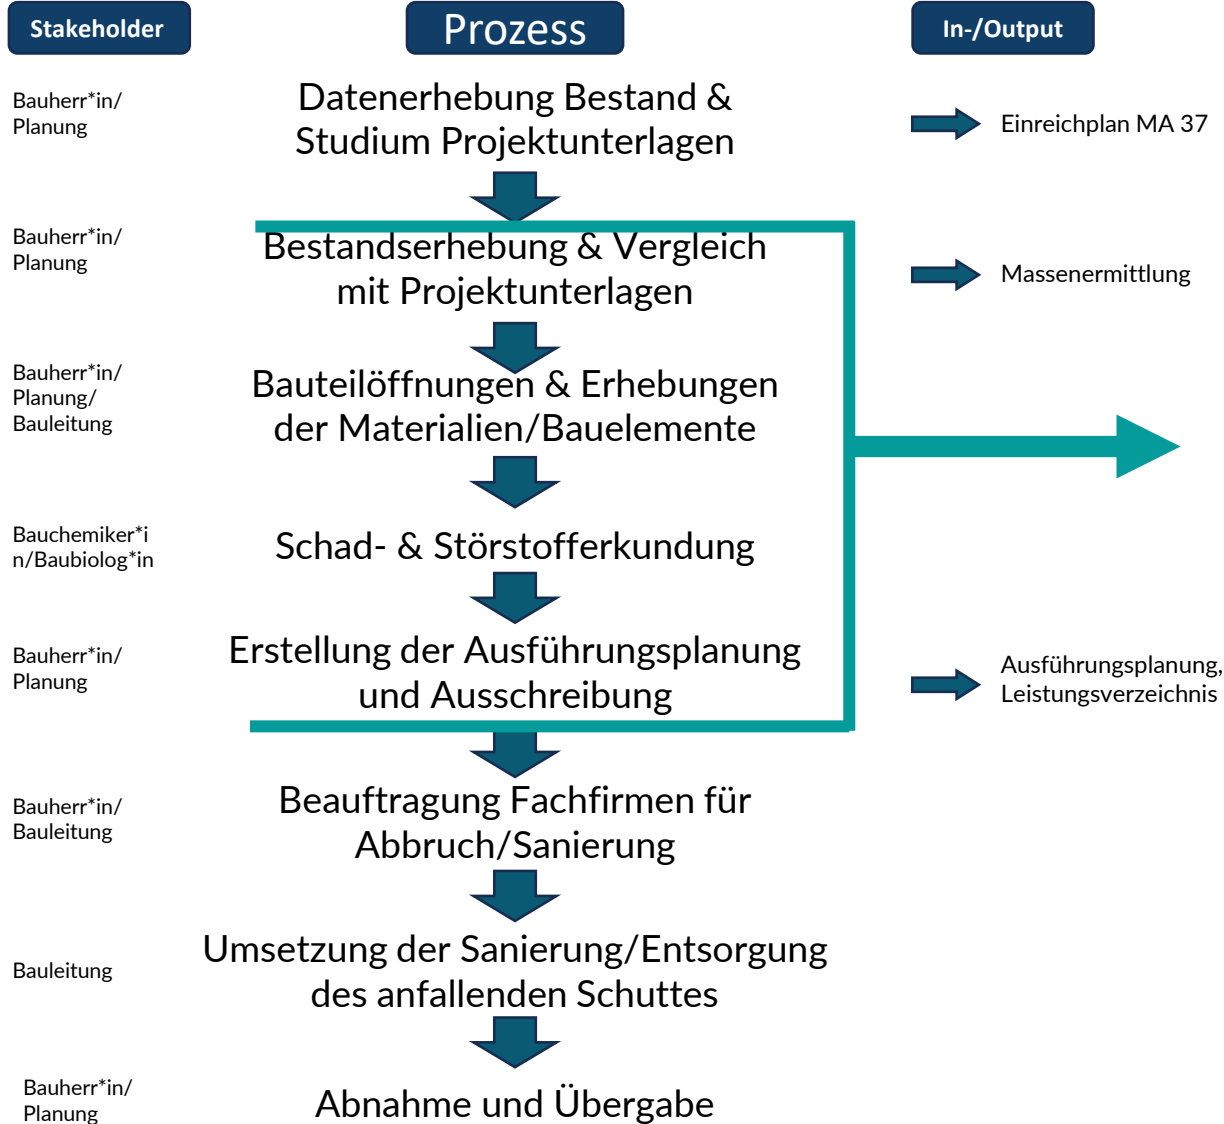 Stakeholder
Prozess
In-/Output
Bauherr*in/
Planung
Datenerhebung Bestand &
Studium Projektunterlagen
Einreichplan MA 37
Bauherr*in/
Planung
Bestandserhebung & Vergleich
mit Projektunterlagen
Massenermittlung
Bauherr*in/
Planung/
Bauleitung
Bauteilöffnungen & Erhebungen
der Materialien/Bauelemente
Bauchemiker*i
n/Baubiolog*in
Schad- & Störstofferkundung
Bauherr*in/
Planung
Erstellung der Ausführungsplanung
und Ausschreibung
Ausführungsplanung,
Leistungsverzeichnis
Bauherr*in/
Bauleitung
Beauftragung Fachfirmen für
Abbruch/Sanierung
Bauleitung
Umsetzung der Sanierung/Entsorgung
des anfallenden Schuttes
Bauherr*in/
Planung
Abnahme und Übergabe